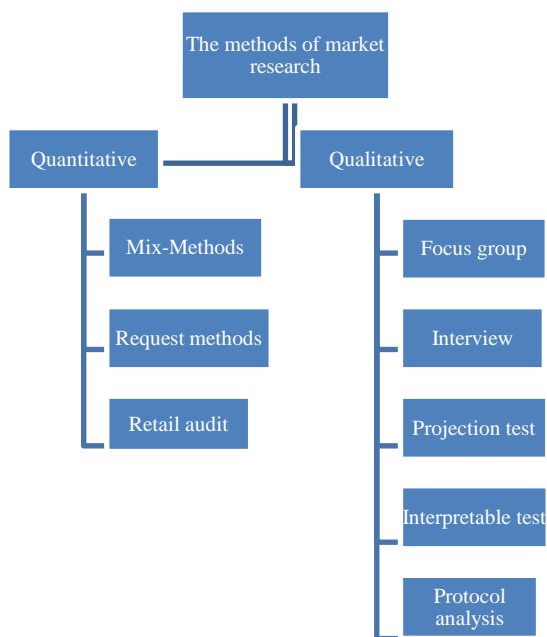 The methods of market
research
Quantitative
Qualitative
Mix-Methods
Request methods
Retail audit
Focus group
Interview
Projection test
Interpretable test
Protocol
analysis